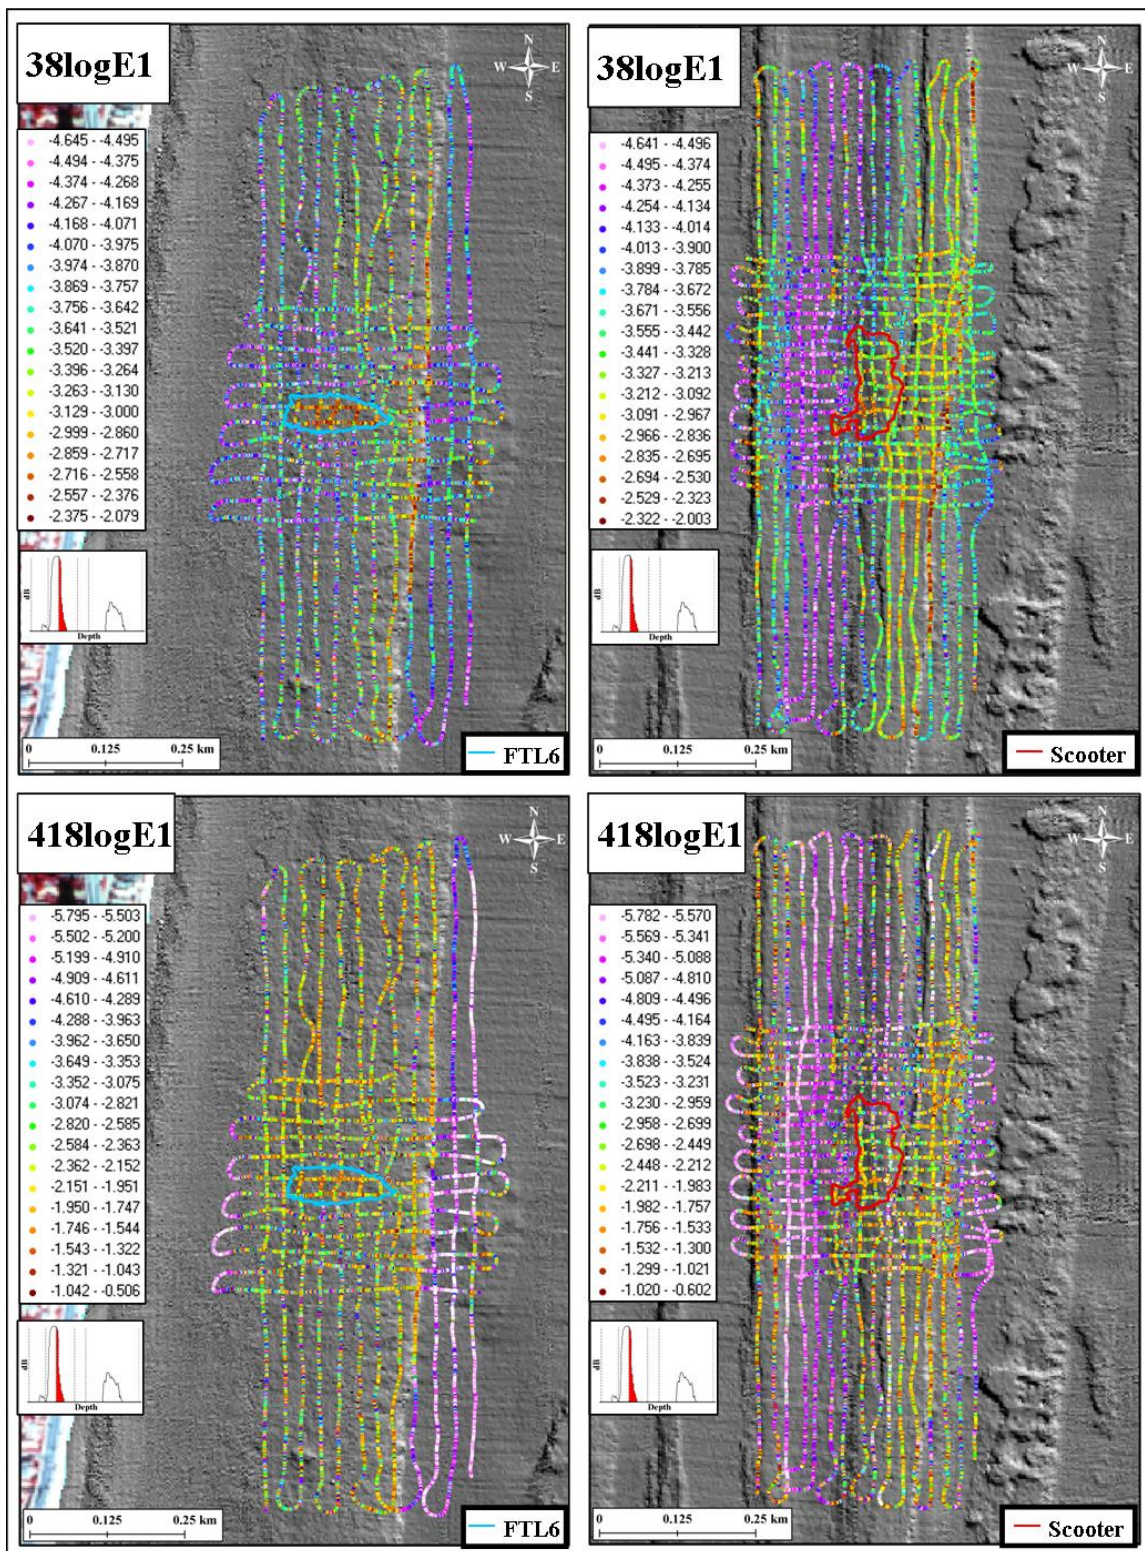 38logE1
N
W E
S
-4.645 - -4.495
-4.494 - -4.375
-4.374 - -4.268
-4.267 - -4.169
-4.168 - -4.071
-4.070 - -3.975
-3.974 - -3.870
-3.869 - -3.757
-3.756 - -3.642
-3.641 - -3.521
-3.520 - -3.397
-3.396 - -3.264
-3.263 - -3.130
-3.129 - -3.000
-2.999 - -2.860
-2.859 - -2.717
-2.716 - -2.558
-2.557 - -2.376
-2.375 - -2.079
dB
Depth
0 0.125 0.25 km
FTL6
38logE1
N
W E
S
-4.641 - -4.496
-4.495 - -4.374
-4.373 - -4.255
-4.254 - -4.134
-4.133 - -4.014
-4.013 - -3.900
-3.899 - -3.785
-3.784 - -3.672
-3.671 - -3.556
-3.555 - -3.442
-3.441 - -3.328
-3.327 - -3.213
-3.212 - -3.092
-3.091 - -2.967
-2.966 - -2.836
-2.835 - -2.695
-2.694 - -2.530
-2.529 - -2.323
-2.322 - -2.003
dB
Depth
0 0.125 0.25 km
Scooter
418logE1
N
W E
S
-5.795 - -5.503
-5.502 - -5.200
-5.199 - -4.910
-4.909 - -4.611
-4.610 - -4.289
-4.288 - -3.963
-3.962 - -3.650
-3.649 - -3.353
-3.352 - -3.075
-3.074 - -2.821
-2.820 - -2.585
-2.584 - -2.363
-2.362 - -2.152
-2.151 - -1.951
-1.950 - -1.747
-1.746 - -1.544
-1.543 - -1.322
-1.321 - -1.043
-1.042 - -0.506
dB
Depth
0 0.125 0.25 km
FTL6
418logE1
N
W E
S
-5.782 - -5.570
-5.569 - -5.341
-5.340 - -5.088
-5.087 - -4.810
-4.809 - -4.496
-4.495 - -4.164
-4.163 - -3.839
-3.838 - -3.524
-3.523 - -3.231
-3.230 - -2.959
-2.958 - -2.699
-2.698 - -2.449
-2.448 - -2.212
-2.211 - -1.983
-1.982 - -1.757
-1.756 - -1.533
-1.532 - -1.300
-1.299 - -1.021
-1.020 - -0.602
dB
Depth
0 0.125 0.25 km
Scooter